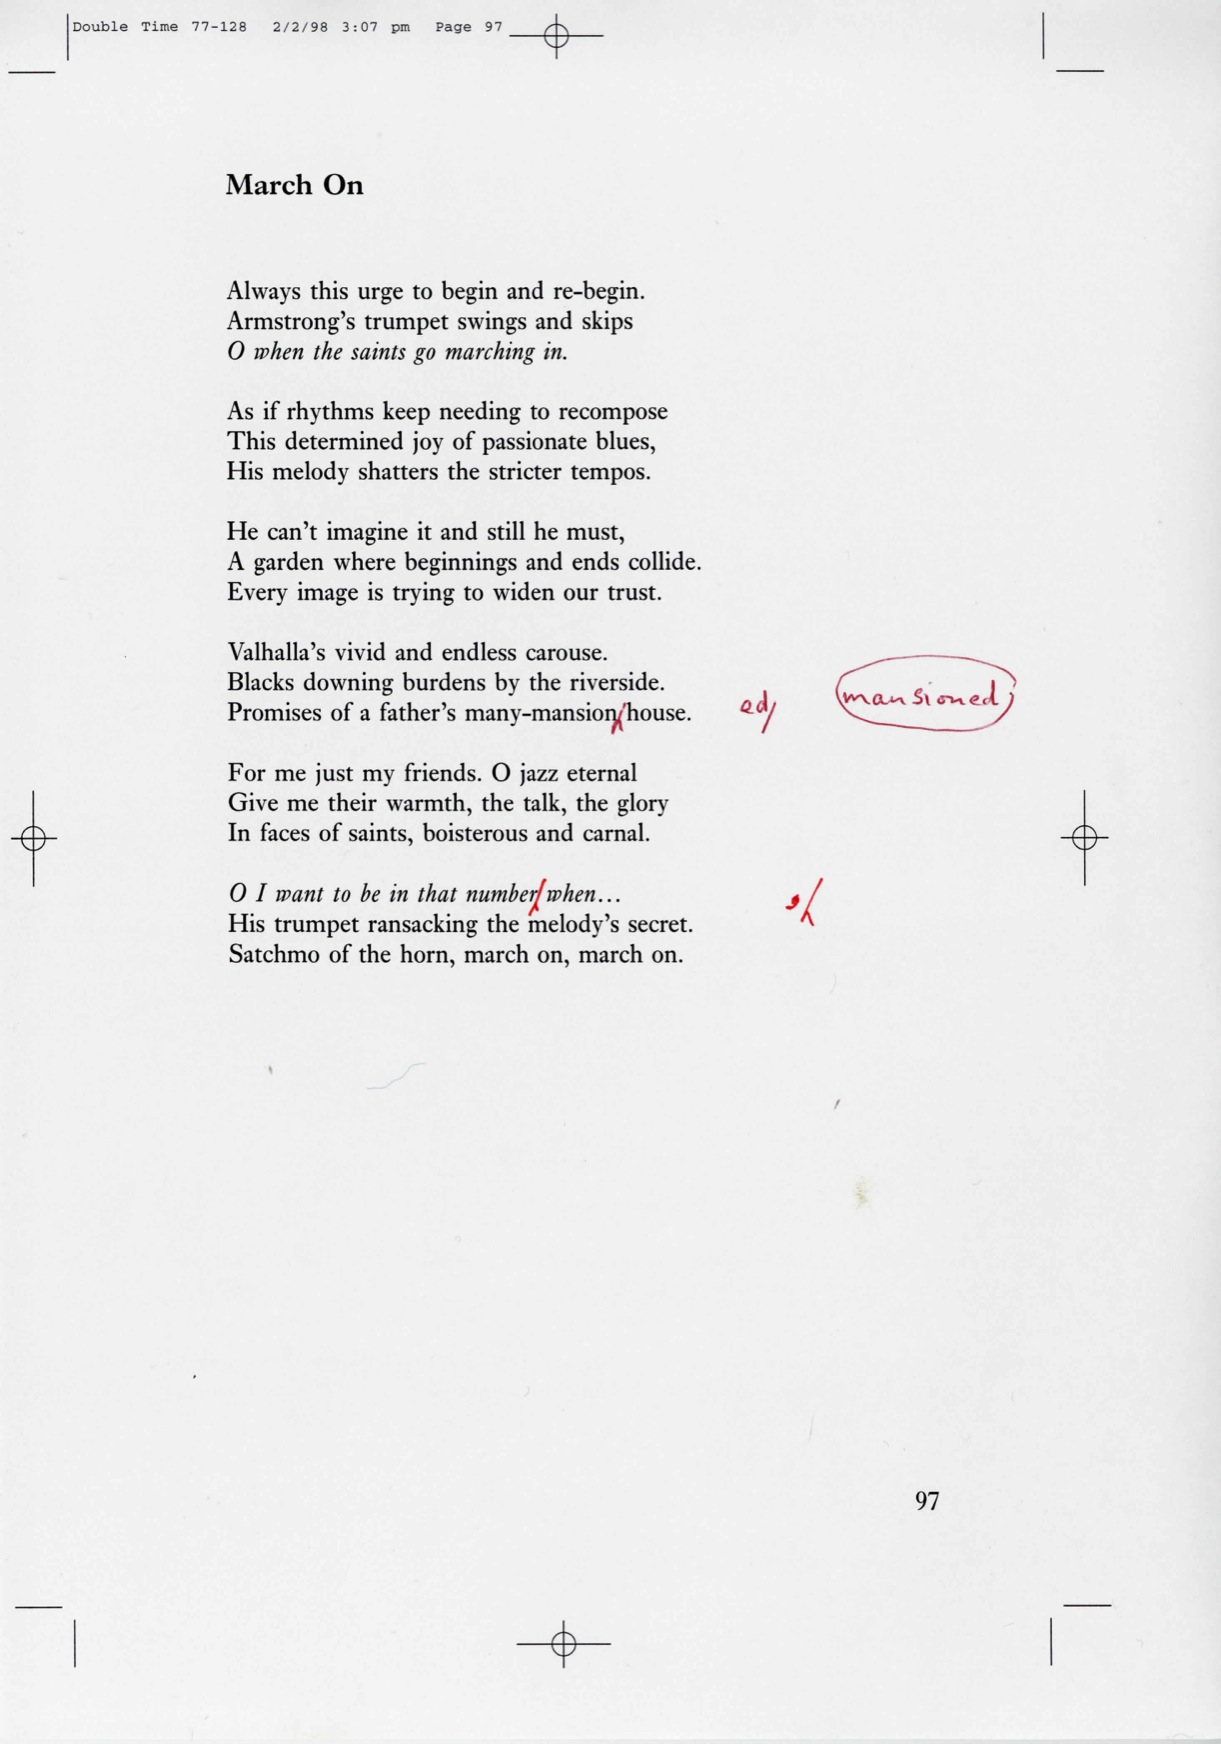 Double Time 77-128 2/2/98 3:07 pm Page 97
March On
Always this urge to begin and re-begin.
Armstrong's trumpet swings and skips
O when the saints go marching in.
As if rhythms keep needing to recompose
This determined joy of passionate blues,
His melody shatters the stricter tempos.
He can't imagine it and still he must,
A garden where beginnings and ends collide.
Every image is trying to widen our trust.
Valhalla's vivid and endless carouse.
Blacks downing burdens by the riverside.
Promises of a father's many-mansion house. ed/ mansioned
For me just my friends. O jazz eternal
Give me their warmth, the talk, the glory
In faces of saints, boisterous and carnal.
O I want to be in that number when... ,/
His trumpet ransacking the melody's secret.
Satchmo of the horn, march on, march on.
97